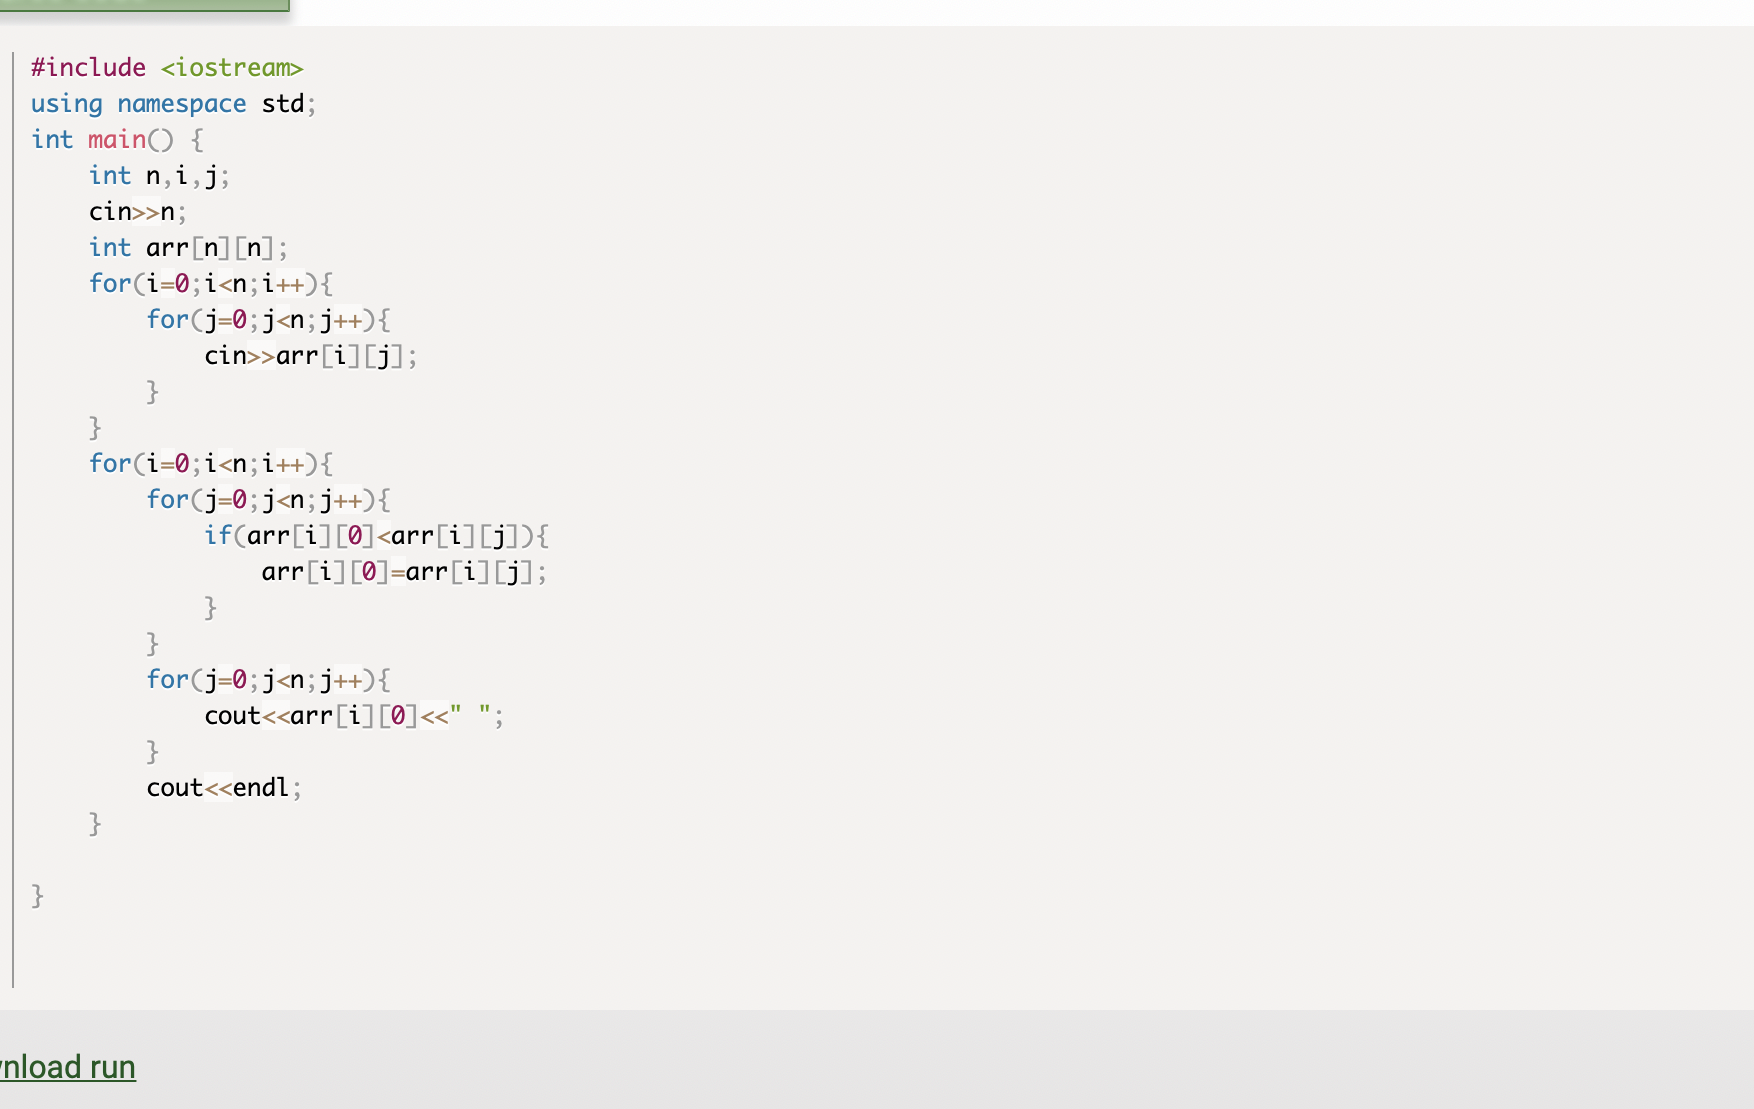 #include <iostream>
using namespace std;
int main() {
    int n,i,j;
    cin>>n;
    int arr[n][n];
    for(i=0;i<n;i++){
        for(j=0;j<n;j++){
            cin>>arr[i][j];
        }
    }
    for(i=0;i<n;i++){
        for(j=0;j<n;j++){
            if(arr[i][0]<arr[i][j]){
                arr[i][0]=arr[i][j];
            }
        }
        for(j=0;j<n;j++){
            cout<<arr[i][0]<<" ";
        }
        cout<<endl;
    }
}
nload run